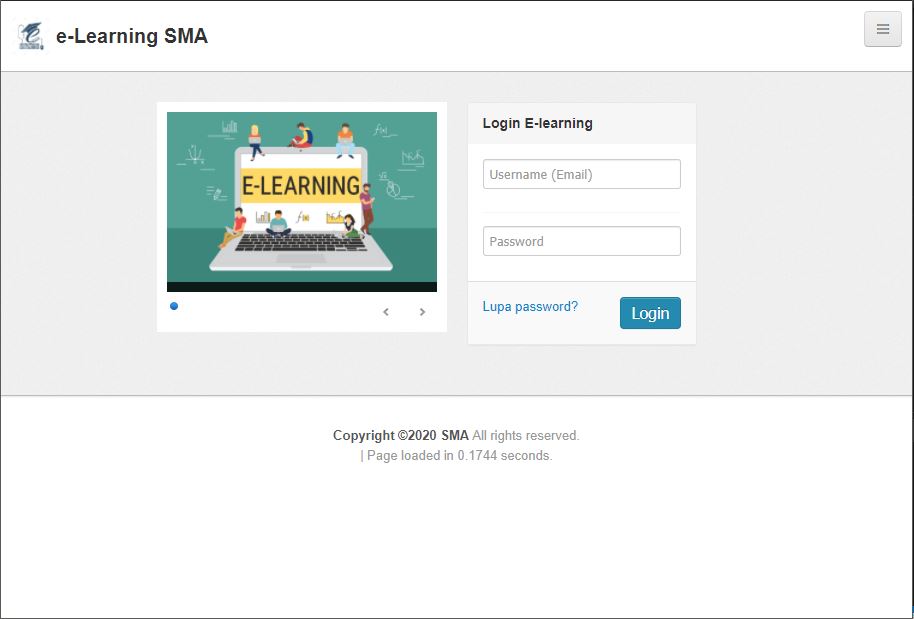 e-Learning SMA
E-LEARNING
Login E-learning
Username (Email)
Password
Lupa password?
Login
Copyright ©2020 SMA All rights reserved.
| Page loaded in 0.1744 seconds.